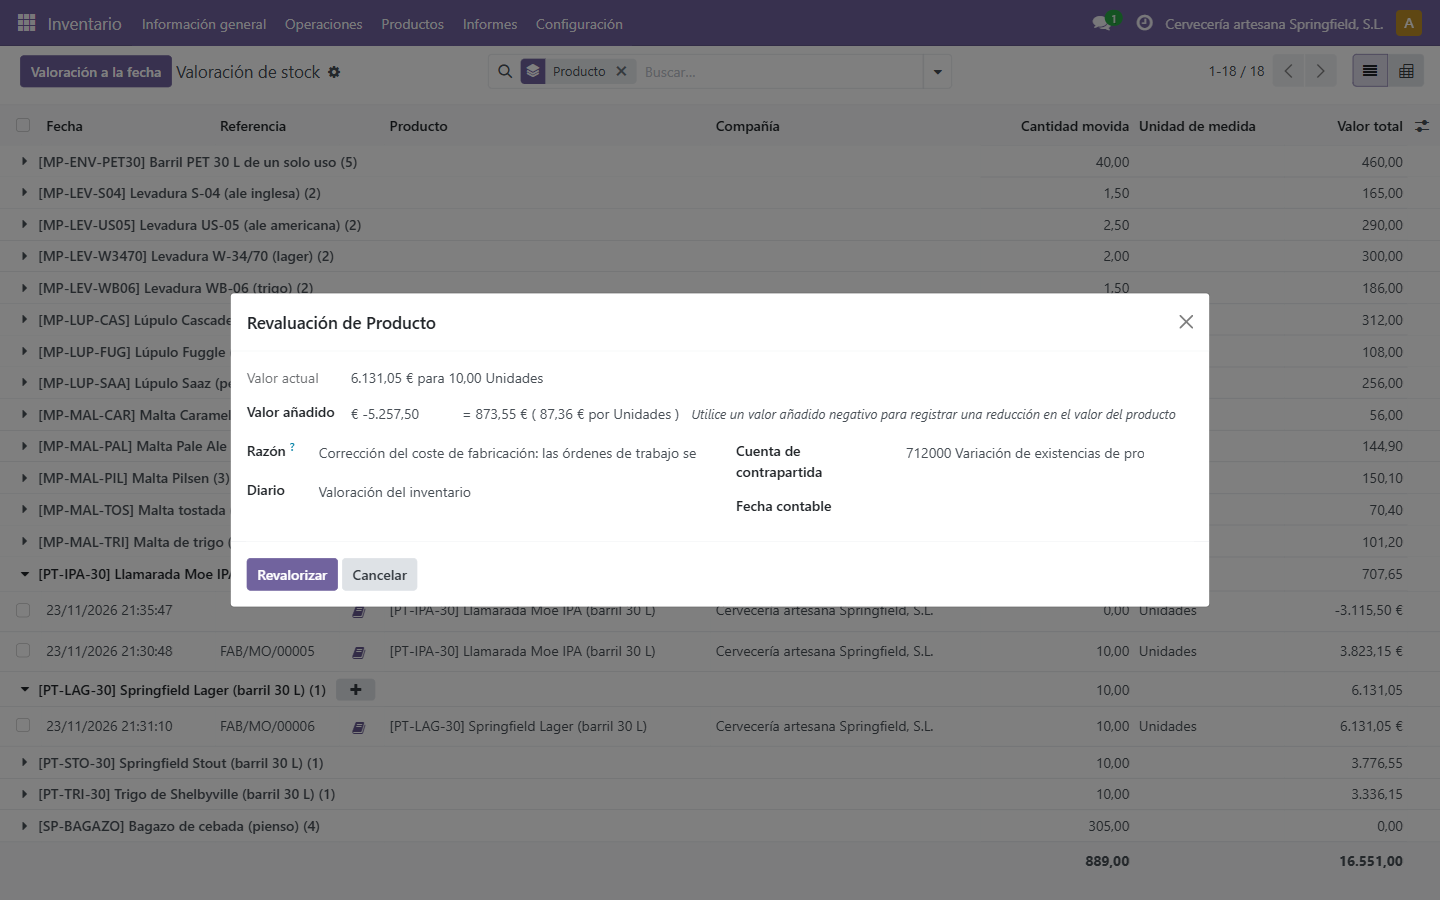 Inventario Información general Operaciones Productos Informes Configuración 1 Cervecería artesana Springfield, S.L. A
Valoración a la fecha Valoración de stock Producto Buscar... 1-18 / 18
Fecha Referencia Producto Compañía Cantidad movida Unidad de medida Valor total
[MP-ENV-PET30] Barril PET 30 L de un solo uso (5) 40,00 460,00
[MP-LEV-S04] Levadura S-04 (ale inglesa) (2) 1,50 165,00
[MP-LEV-US05] Levadura US-05 (ale americana) (2) 2,50 290,00
[MP-LEV-W3470] Levadura W-34/70 (lager) (2) 2,00 300,00
[MP-LEV-WB06] Levadura WB-06 (trigo) (2) 1,50 186,00
[MP-LUP-CAS] Lúpulo Cascade 312,00
[MP-LUP-FUG] Lúpulo Fuggle 108,00
[MP-LUP-SAA] Lúpulo Saaz (pe 256,00
[MP-MAL-CAR] Malta Caramel 56,00
[MP-MAL-PAL] Malta Pale Ale 144,90
[MP-MAL-PIL] Malta Pilsen (3) 150,10
[MP-MAL-TOS] Malta tostada 70,40
[MP-MAL-TRI] Malta de trigo ( 101,20
[PT-IPA-30] Llamarada Moe IPA 707,65
Revaluación de Producto
Valor actual 6.131,05 € para 10,00 Unidades
Valor añadido € -5.257,50 = 873,55 € ( 87,36 € por Unidades ) Utilice un valor añadido negativo para registrar una reducción en el valor del producto
Razón ? Corrección del coste de fabricación: las órdenes de trabajo se
Cuenta de contrapartida 712000 Variación de existencias de pro
Diario Valoración del inventario
Fecha contable
Revalorizar Cancelar
23/11/2026 21:35:47 [PT-IPA-30] Llamarada Moe IPA (barril 30 L) Cervecería artesana Springfield, S.L. 0,00 Unidades -3.115,50 €
23/11/2026 21:30:48 FAB/MO/00005 [PT-IPA-30] Llamarada Moe IPA (barril 30 L) Cervecería artesana Springfield, S.L. 10,00 Unidades 3.823,15 €
[PT-LAG-30] Springfield Lager (barril 30 L) (1) 10,00 6.131,05
23/11/2026 21:31:10 FAB/MO/00006 [PT-LAG-30] Springfield Lager (barril 30 L) Cervecería artesana Springfield, S.L. 10,00 Unidades 6.131,05 €
[PT-STO-30] Springfield Stout (barril 30 L) (1) 10,00 3.776,55
[PT-TRI-30] Trigo de Shelbyville (barril 30 L) (1) 10,00 3.336,15
[SP-BAGAZO] Bagazo de cebada (pienso) (4) 305,00 0,00
889,00 16.551,00